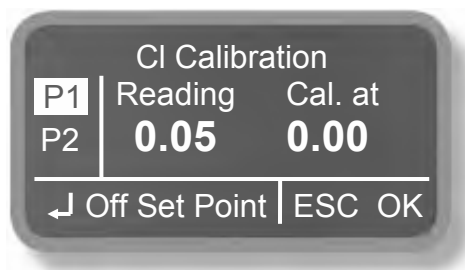 Cl Calibration
P1 Reading Cal. at
P2 0.05 0.00
↵ Off Set Point ESC OK